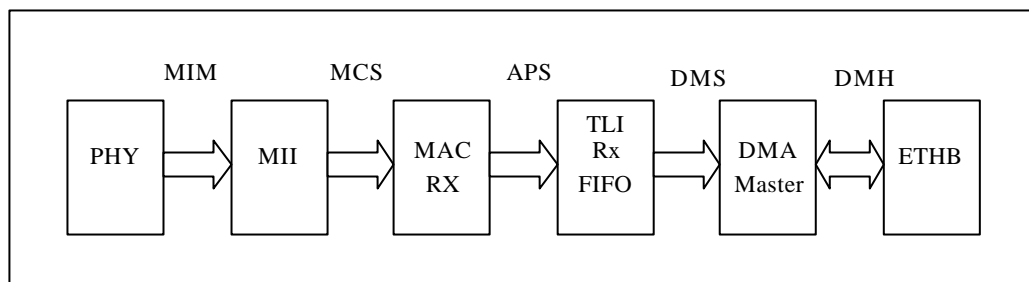 MIM MCS APS DMS DMH
PHY
MII
MAC
RX
TLI
Rx
FIFO
DMA
Master
ETHB